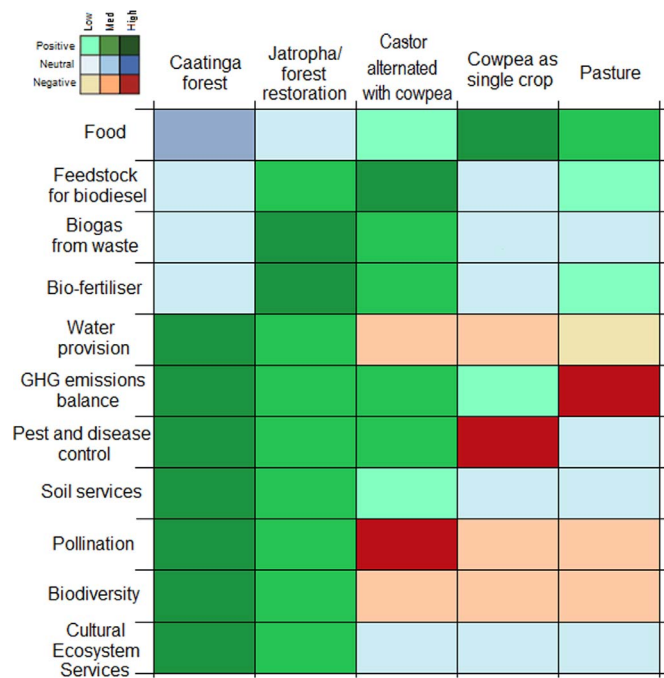 Low
Med
High
Positive
Neutral
Negative
Caatinga
forest
Jatropha/
forest
restoration
Castor
alternated
with cowpea
Cowpea as
single crop
Pasture
Food
Feedstock
for biodiesel
Biogas
from waste
Bio-fertiliser
Water
provision
GHG emissions
balance
Pest and disease
control
Soil services
Pollination
Biodiversity
Cultural
Ecosystem
Services